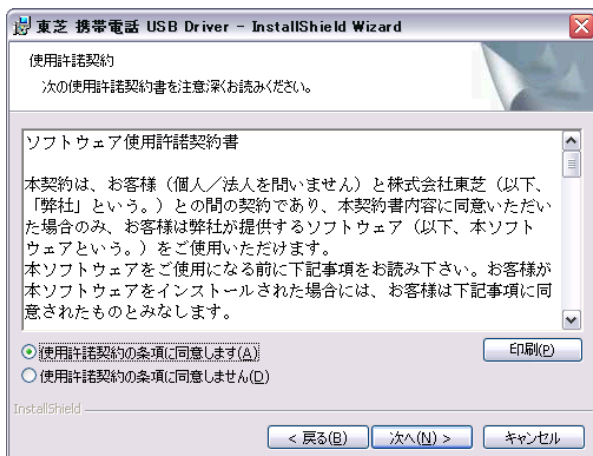 東芝 携帯電話 USB Driver - InstallShield Wizard
使用許諾契約
次の使用許諾契約書を注意深くお読みください。
ソフトウェア使用許諾契約書
本契約は、お客様（個人／法人を問いません）と株式会社東芝（以下、
「弊社」という。）との間の契約であり、本契約書内容に同意いただい
た場合のみ、お客様は弊社が提供するソフトウェア（以下、本ソフト
ウェアという。）をご使用いただけます。
本ソフトウェアをご使用になる前に下記事項をお読み下さい。お客様が
本ソフトウェアをインストールされた場合には、お客様は下記事項に同
意されたものとみなします。
使用許諾契約の条項に同意します(A)
印刷(P)
使用許諾契約の条項に同意しません(D)
InstallShield
< 戻る(B)
次へ(N) >
キャンセル